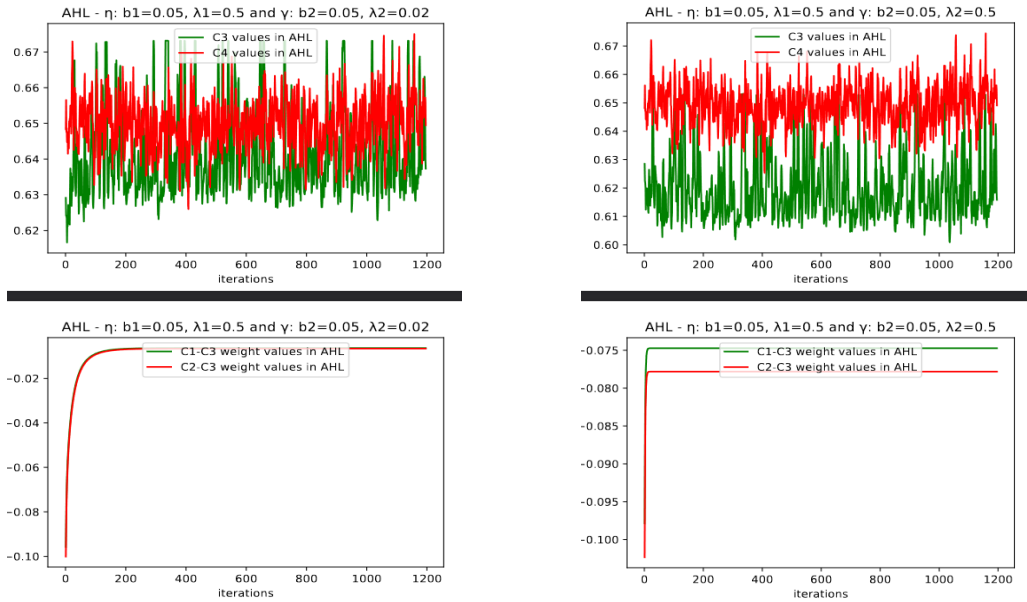 AHL - η: b1=0.05, λ1=0.5 and γ: b2=0.05, λ2=0.02
C3 values in AHL
C4 values in AHL
0.67
0.66
0.65
0.64
0.63
0.62
0 200 400 600 800 1000 1200
iterations
AHL - η: b1=0.05, λ1=0.5 and γ: b2=0.05, λ2=0.5
C3 values in AHL
C4 values in AHL
0.67
0.66
0.65
0.64
0.63
0.62
0.61
0.60
0 200 400 600 800 1000 1200
iterations
AHL - η: b1=0.05, λ1=0.5 and γ: b2=0.05, λ2=0.02
C1-C3 weight values in AHL
C2-C3 weight values in AHL
−0.02
−0.04
−0.06
−0.08
−0.10
0 200 400 600 800 1000 1200
iterations
AHL - η: b1=0.05, λ1=0.5 and γ: b2=0.05, λ2=0.5
C1-C3 weight values in AHL
C2-C3 weight values in AHL
−0.075
−0.080
−0.085
−0.090
−0.095
−0.100
0 200 400 600 800 1000 1200
iterations